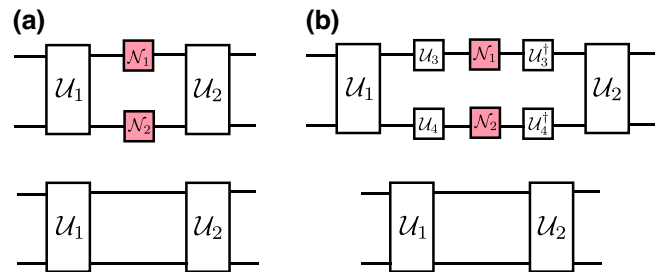 (a)
(b)
𝒰₁ 𝒩₁ 𝒩₂ 𝒰₂
𝒰₁ 𝒰₃ 𝒩₁ 𝒰₃†
𝒰₄ 𝒩₂ 𝒰₄† 𝒰₂
𝒰₁ 𝒰₂
𝒰₁ 𝒰₂